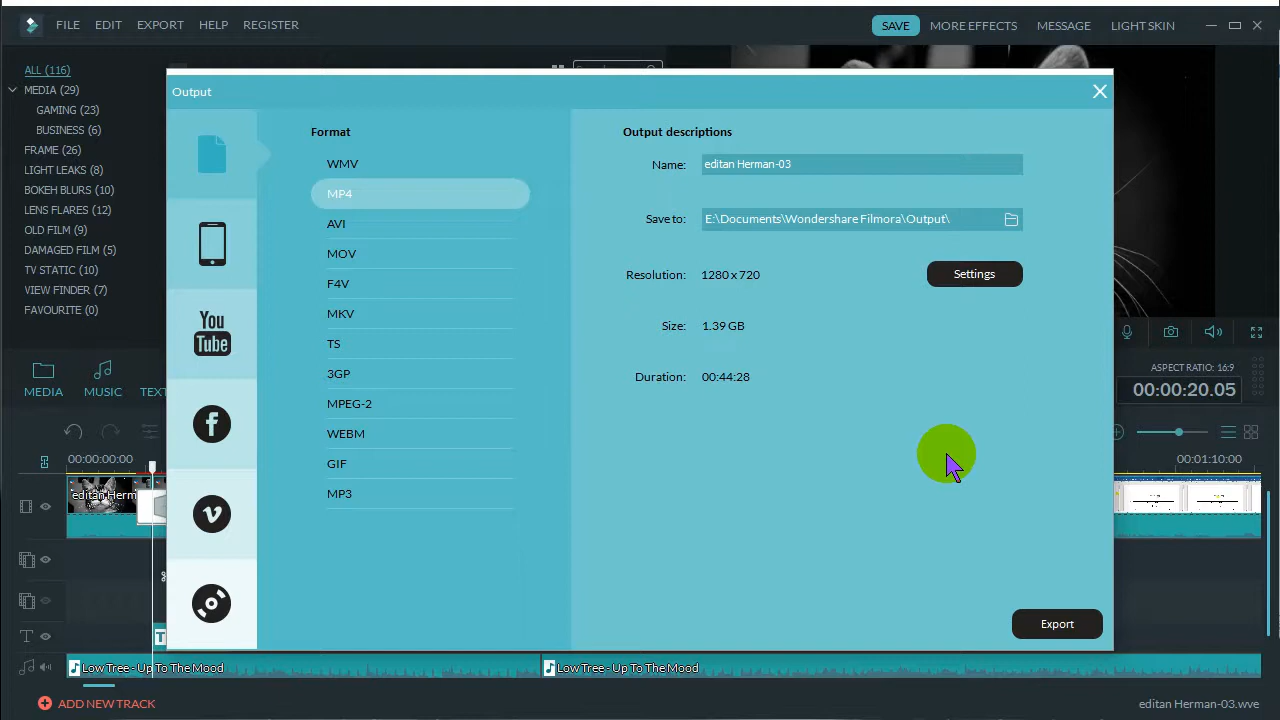 FILE EDIT EXPORT HELP REGISTER SAVE MORE EFFECTS MESSAGE LIGHT SKIN
ALL (116)
MEDIA (29)
GAMING (23)
BUSINESS (6)
FRAME (26)
LIGHT LEAKS (8)
BOKEH BLURS (10)
LENS FLARES (12)
OLD FILM (9)
DAMAGED FILM (5)
TV STATIC (10)
VIEW FINDER (7)
FAVOURITE (0)
Output
Format
WMV
MP4
AVI
MOV
F4V
MKV
TS
3GP
MPEG-2
WEBM
GIF
MP3
You
Tube
Output descriptions
Name: editan Herman-03
Save to: E:\Documents\Wondershare Filmora\Output\
Resolution: 1280 x 720 Settings
Size: 1.39 GB
Duration: 00:44:28
Export
MEDIA MUSIC TEXT
ASPECT RATIO: 16:9
00:00:20.05
00:00:00:00 00:01:10:00
editan Herm
T
T
Low Tree - Up To The Mood Low Tree - Up To The Mood
ADD NEW TRACK editan Herman-03.wve